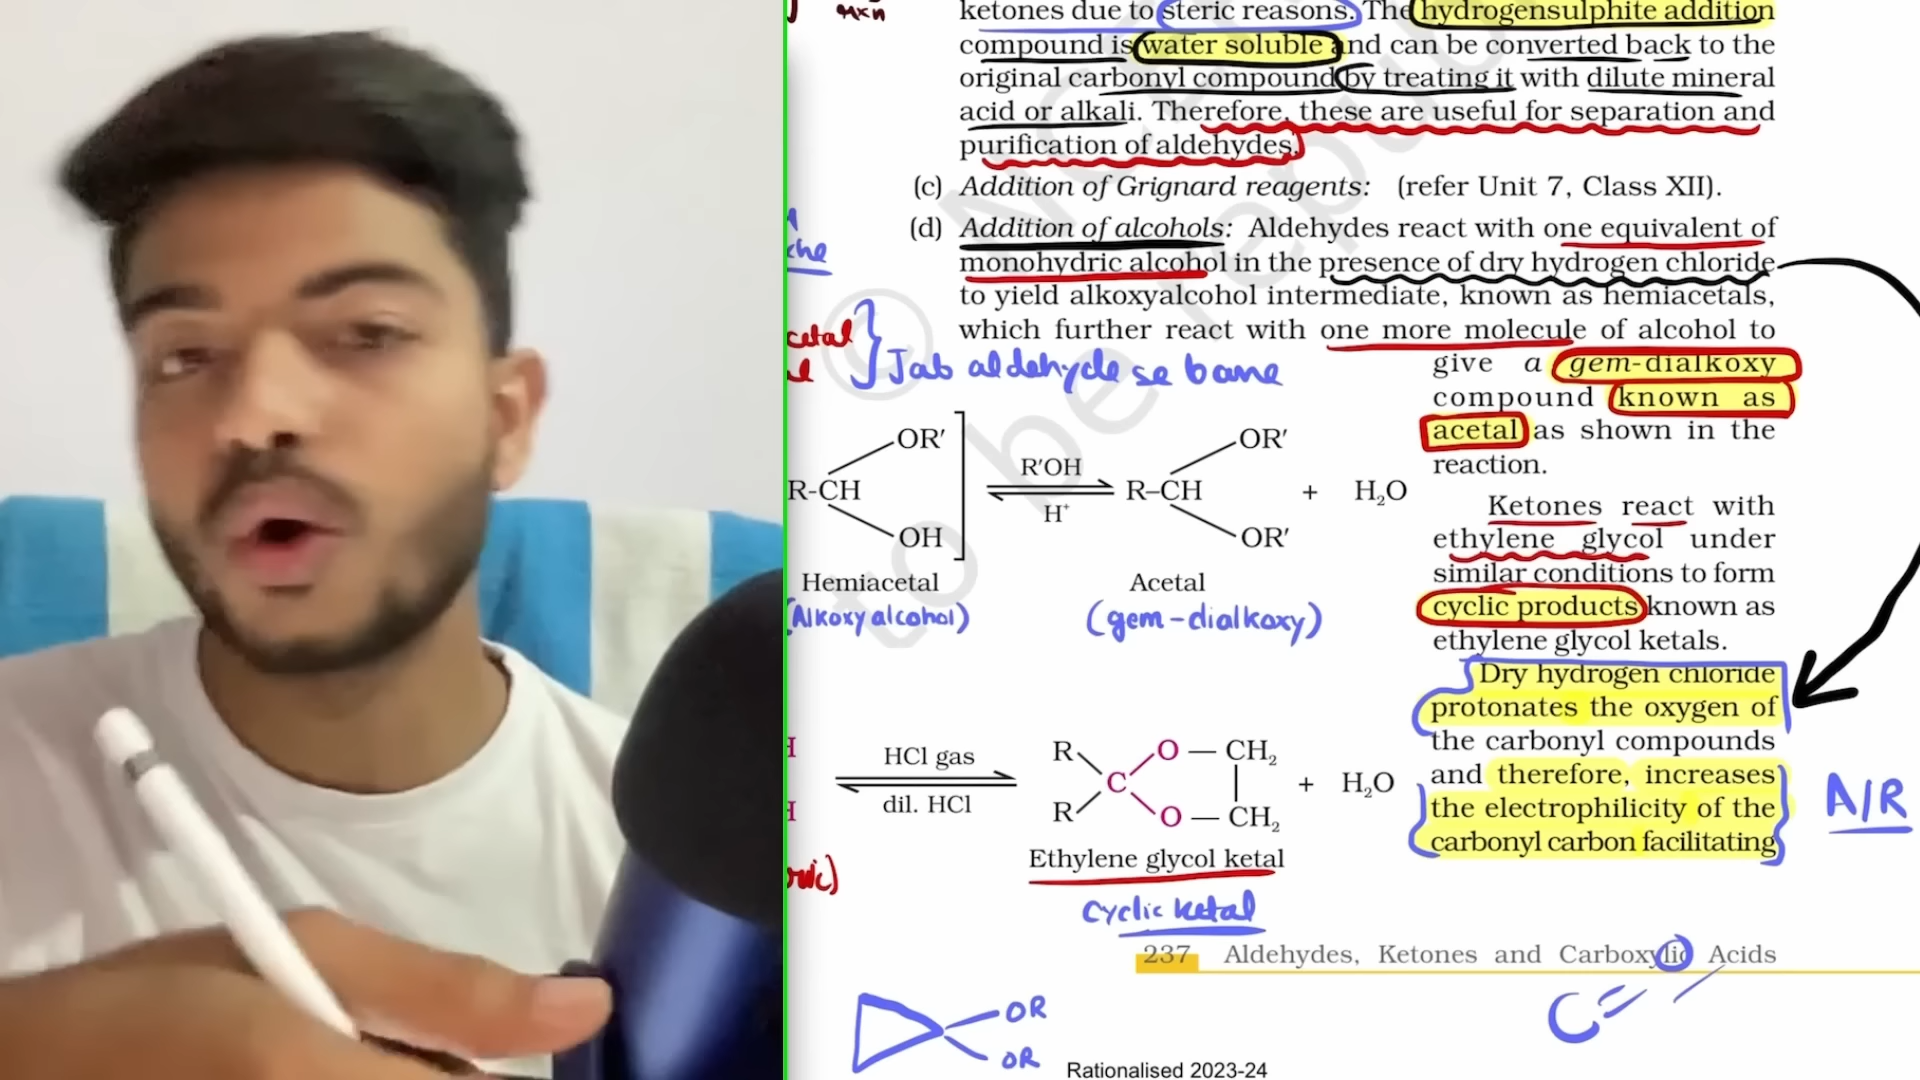 ketones due to steric reasons. The hydrogensulphite addition
compound is water soluble and can be converted back to the
original carbonyl compound by treating it with dilute mineral
acid or alkali. Therefore, these are useful for separation and
purification of aldehydes.
(c) Addition of Grignard reagents: (refer Unit 7, Class XII).
(d) Addition of alcohols: Aldehydes react with one equivalent of
monohydric alcohol in the presence of dry hydrogen chloride
to yield alkoxyalcohol intermediate, known as hemiacetals,
which further react with one more molecule of alcohol to
give a gem-dialkoxy
compound known as
acetal as shown in the
reaction.
Jab aldehyde se bane
OR′
R-CH
OH
Hemiacetal
(Alkoxy alcohol)
R′OH
H⁺
OR′
R–CH
OR′
+ H₂O
Acetal
(gem-dialkoxy)
Ketones react with
ethylene glycol under
similar conditions to form
cyclic products known as
ethylene glycol ketals.
Dry hydrogen chloride
protonates the oxygen of
the carbonyl compounds
and therefore, increases
the electrophilicity of the
carbonyl carbon facilitating
A/R
HCl gas
dil. HCl
R O — CH₂
C
R O — CH₂
+ H₂O
Ethylene glycol ketal
Cyclic ketal
237 Aldehydes, Ketones and Carboxylic Acids
C=
OR
OR
Rationalised 2023-24